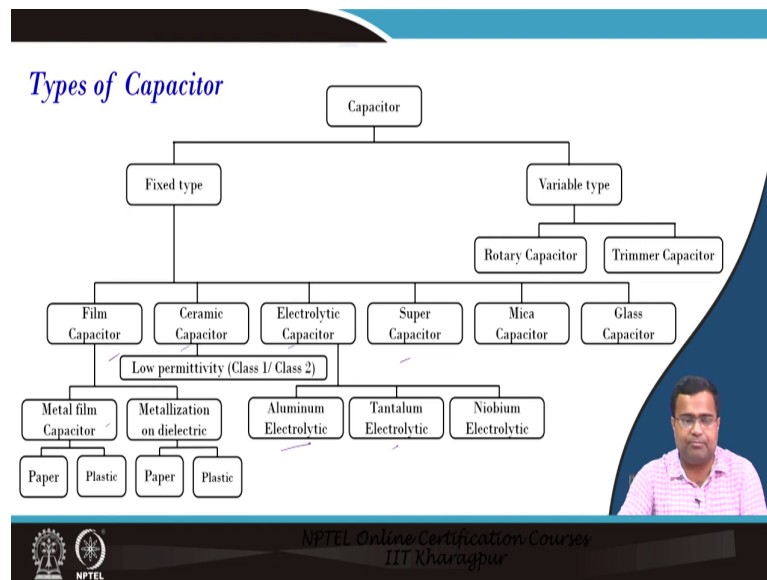 Types of Capacitor
Capacitor
Fixed type
Variable type
Rotary Capacitor
Trimmer Capacitor
Film
Capacitor
Ceramic
Capacitor
Electrolytic
Capacitor
Super
Capacitor
Mica
Capacitor
Glass
Capacitor
Low permittivity (Class 1/ Class 2)
Metal film
Capacitor
Metallization
on dielectric
Aluminum
Electrolytic
Tantalum
Electrolytic
Niobium
Electrolytic
Paper
Plastic
Paper
Plastic
NPTEL Online Certification Courses
IIT Kharagpur
NPTEL